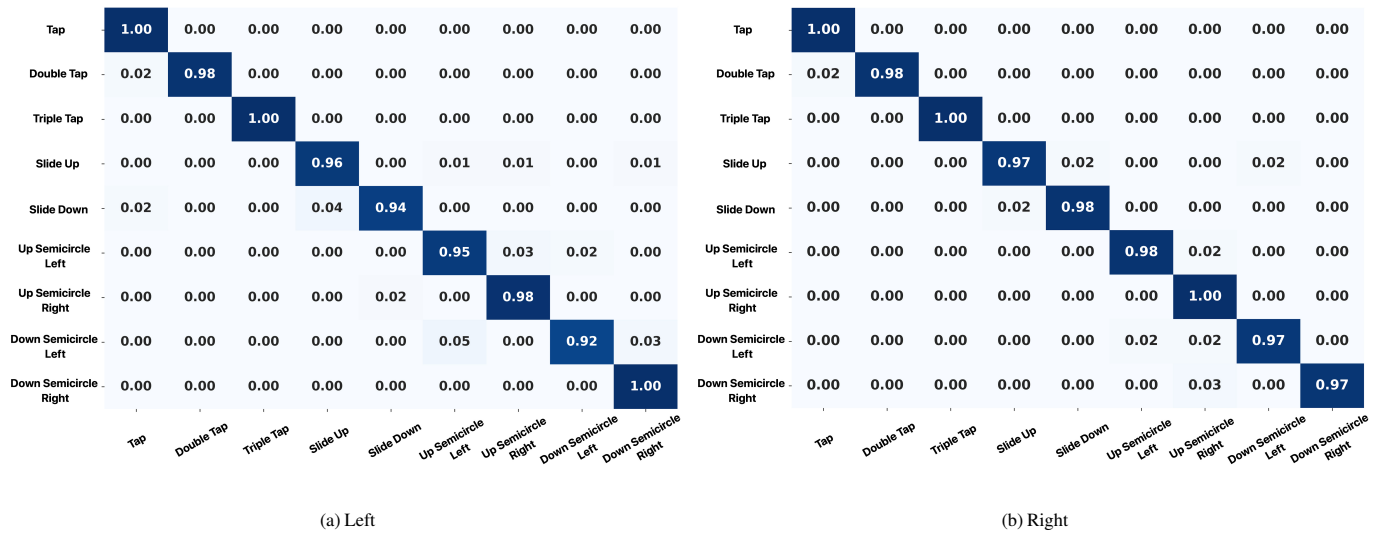 Tap 1.00 0.00 0.00 0.00 0.00 0.00 0.00 0.00 0.00
Double Tap 0.02 0.98 0.00 0.00 0.00 0.00 0.00 0.00 0.00
Triple Tap 0.00 0.00 1.00 0.00 0.00 0.00 0.00 0.00 0.00
Slide Up 0.00 0.00 0.00 0.96 0.00 0.01 0.01 0.00 0.01
Slide Down 0.02 0.00 0.00 0.04 0.94 0.00 0.00 0.00 0.00
Up Semicircle
Left 0.00 0.00 0.00 0.00 0.00 0.95 0.03 0.02 0.00
Up Semicircle
Right 0.00 0.00 0.00 0.00 0.02 0.00 0.98 0.00 0.00
Down Semicircle
Left 0.00 0.00 0.00 0.00 0.00 0.05 0.00 0.92 0.03
Down Semicircle
Right 0.00 0.00 0.00 0.00 0.00 0.00 0.00 0.00 1.00
Tap
Double Tap
Triple Tap
Slide Up
Slide Down
Up Semicircle
Left
Up Semicircle
Right
Down Semicircle
Left
Down Semicircle
Right
(a) Left
Tap 1.00 0.00 0.00 0.00 0.00 0.00 0.00 0.00 0.00
Double Tap 0.02 0.98 0.00 0.00 0.00 0.00 0.00 0.00 0.00
Triple Tap 0.00 0.00 1.00 0.00 0.00 0.00 0.00 0.00 0.00
Slide Up 0.00 0.00 0.00 0.97 0.02 0.00 0.00 0.02 0.00
Slide Down 0.00 0.00 0.00 0.02 0.98 0.00 0.00 0.00 0.00
Up Semicircle
Left 0.00 0.00 0.00 0.00 0.00 0.98 0.02 0.00 0.00
Up Semicircle
Right 0.00 0.00 0.00 0.00 0.00 0.00 1.00 0.00 0.00
Down Semicircle
Left 0.00 0.00 0.00 0.00 0.00 0.02 0.02 0.97 0.00
Down Semicircle
Right 0.00 0.00 0.00 0.00 0.00 0.00 0.03 0.00 0.97
Tap
Double Tap
Triple Tap
Slide Up
Slide Down
Up Semicircle
Left
Up Semicircle
Right
Down Semicircle
Left
Down Semicircle
Right
(b) Right